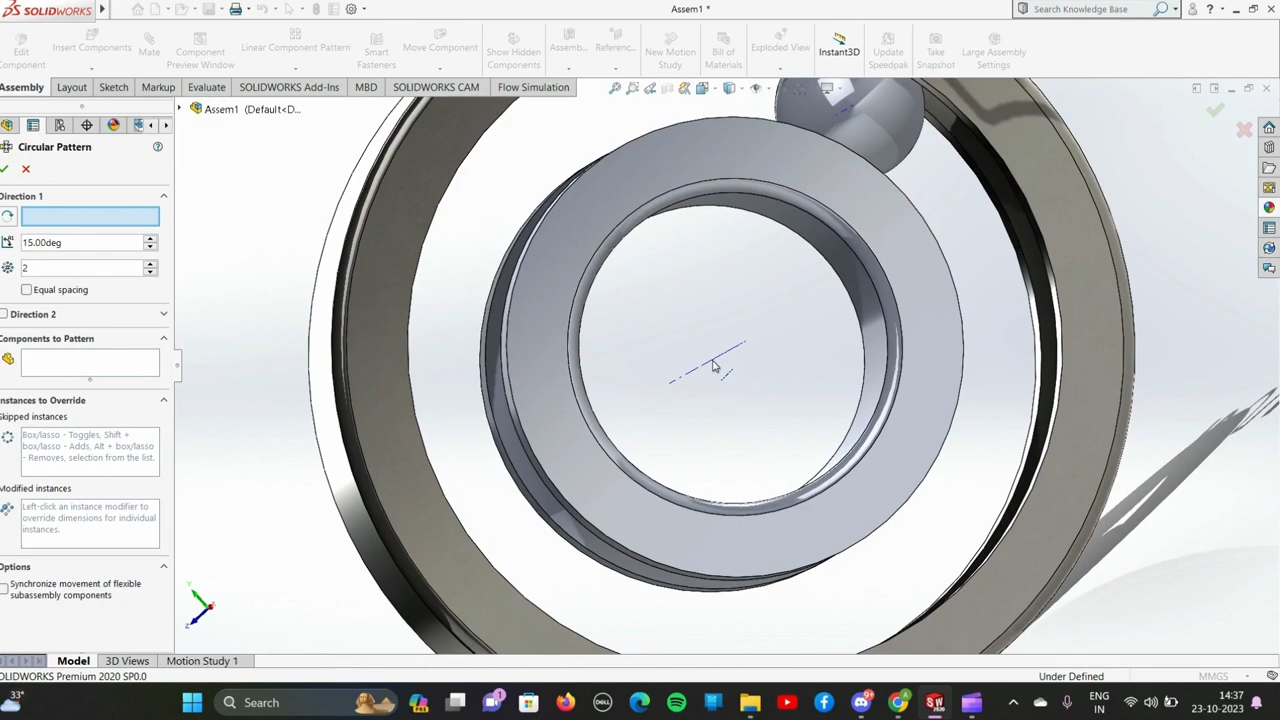 SOLIDWORKS
Assem1 *
Search Knowledge Base
Edit Component
Insert Components
Mate
Component Preview Window
Linear Component Pattern
Smart Fasteners
Move Component
Show Hidden Components
Assemb...
Referenc...
New Motion Study
Bill of Materials
Exploded View
Instant3D
Update Speedpak
Take Snapshot
Large Assembly Settings
Assembly
Layout
Sketch
Markup
Evaluate
SOLIDWORKS Add-Ins
MBD
SOLIDWORKS CAM
Flow Simulation
Assem1 (Default<D...
Circular Pattern
Direction 1
15.00deg
2
Equal spacing
Direction 2
Components to Pattern
Instances to Override
Skipped instances
Box/lasso - Toggles, Shift +
box/lasso - Adds, Alt + box/lasso
- Removes, selection from the list.
Modified instances
Left-click an instance modifier to
override dimensions for individual
instances.
Options
Synchronize movement of flexible
subassembly components
Model
3D Views
Motion Study 1
SOLIDWORKS Premium 2020 SP0.0
Under Defined
MMGS
33°
Search
ENG
IN
14:37
23-10-2023